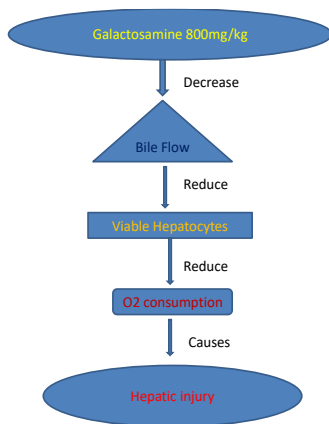 Galactosamine 800mg/kg
Decrease
Bile Flow
Reduce
Viable Hepatocytes
Reduce
O2 consumption
Causes
Hepatic injury